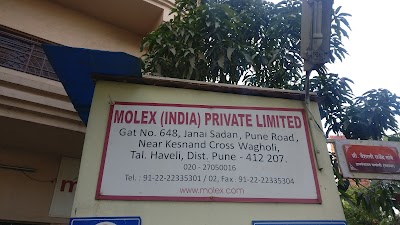 MOLEX (INDIA) PRIVATE LIMITED
Gat No. 648, Janai Sadan, Pune Road,
Near Kesnand Cross Wagholi,
Tal. Haveli, Dist. Pune - 412 207.
020 - 27050016
Tel. : 91-22-22335301 / 02, Fax : 91-22-22335304
www.molex.com